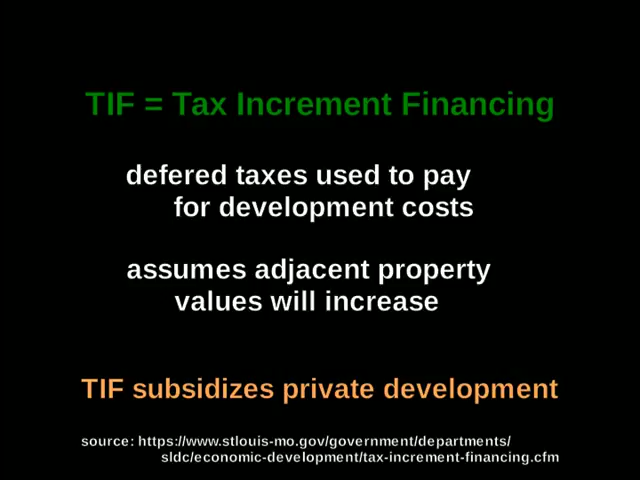 TIF = Tax Increment Financing
defered taxes used to pay
for development costs
assumes adjacent property
values will increase
TIF subsidizes private development
source: https://www.stlouis-mo.gov/government/departments/
sldc/economic-development/tax-increment-financing.cfm